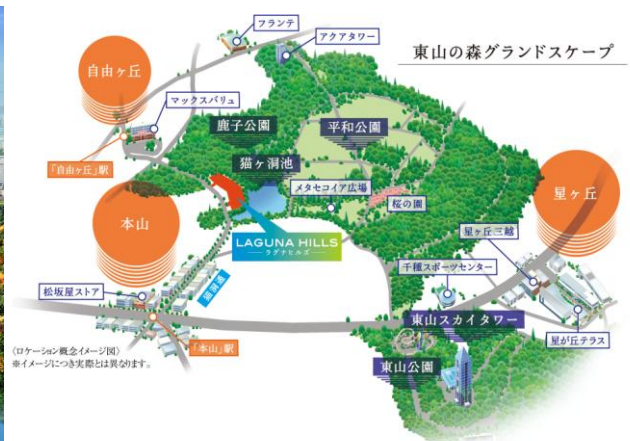 フランテ
アクアタワー
東山の森グランドスケープ
自由ヶ丘
マックスバリュ
鹿子公園
平和公園
猫ヶ洞池
「自由ヶ丘」駅
メタセコイア広場
桜の園
星ヶ丘
本山
LAGUNA HILLS
ラグナヒルズ
星ヶ丘三越
千種スポーツセンター
松坂屋ストア
猫洞通
東山スカイタワー
星が丘テラス
「本山」駅
東山公園
〈ロケーション概念イメージ図〉
※イメージにつき実際とは異なります。